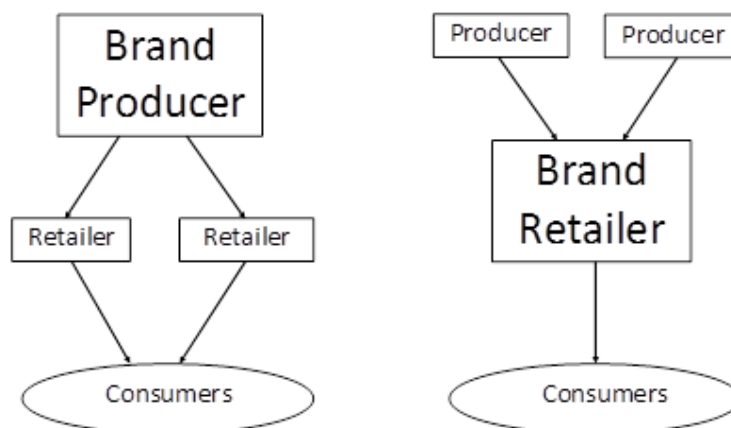 Brand
Producer
Retailer
Retailer
Consumers
Producer
Producer
Brand
Retailer
Consumers